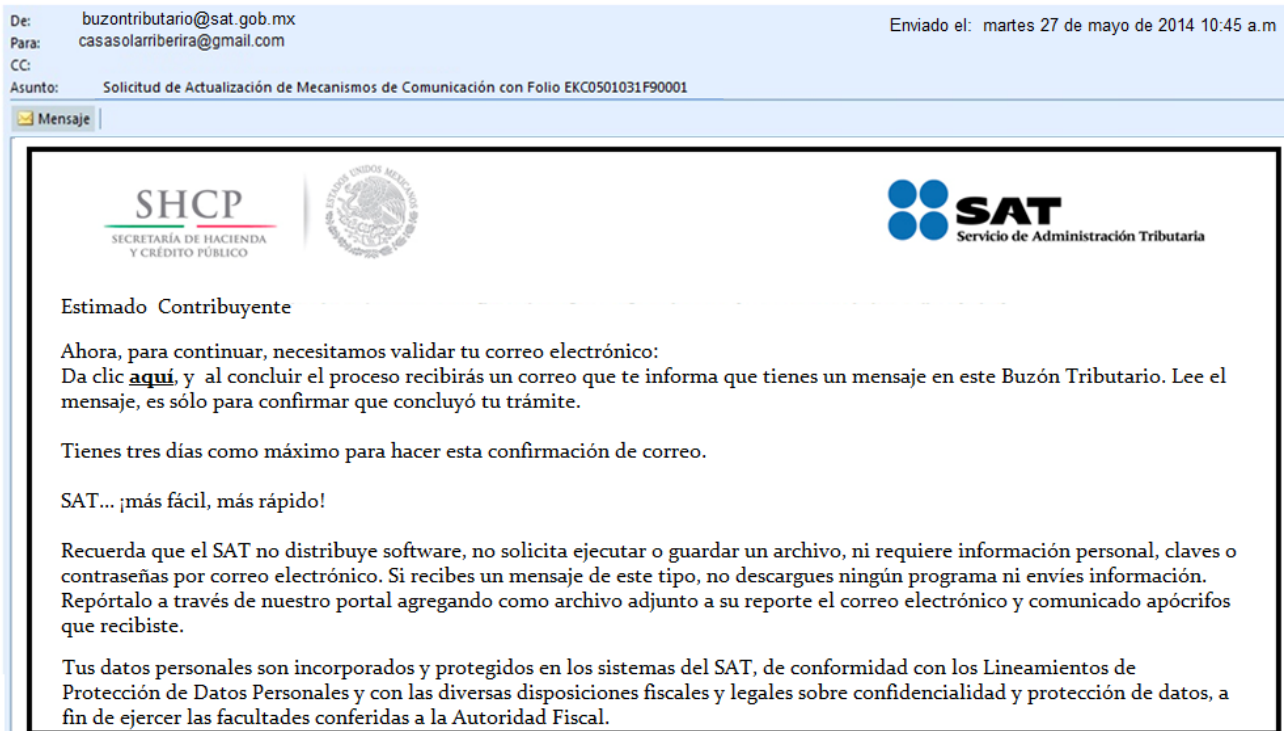 De: buzontributario@sat.gob.mx
Enviado el: martes 27 de mayo de 2014 10:45 a.m
Para: casasolarriberira@gmail.com
CC:
Asunto: Solicitud de Actualización de Mecanismos de Comunicación con Folio EKC0501031F90001
Mensaje
SHCP
SECRETARÍA DE HACIENDA
Y CRÉDITO PÚBLICO
ESTADOS UNIDOS MEXICANOS
SAT
Servicio de Administración Tributaria
Estimado Contribuyente
Ahora, para continuar, necesitamos validar tu correo electrónico:
Da clic aquí, y al concluir el proceso recibirás un correo que te informa que tienes un mensaje en este Buzón Tributario. Lee el
mensaje, es sólo para confirmar que concluyó tu trámite.
Tienes tres días como máximo para hacer esta confirmación de correo.
SAT... ¡más fácil, más rápido!
Recuerda que el SAT no distribuye software, no solicita ejecutar o guardar un archivo, ni requiere información personal, claves o
contraseñas por correo electrónico. Si recibes un mensaje de este tipo, no descargues ningún programa ni envíes información.
Repórtalo a través de nuestro portal agregando como archivo adjunto a su reporte el correo electrónico y comunicado apócrifos
que recibiste.
Tus datos personales son incorporados y protegidos en los sistemas del SAT, de conformidad con los Lineamientos de
Protección de Datos Personales y con las diversas disposiciones fiscales y legales sobre confidencialidad y protección de datos, a
fin de ejercer las facultades conferidas a la Autoridad Fiscal.